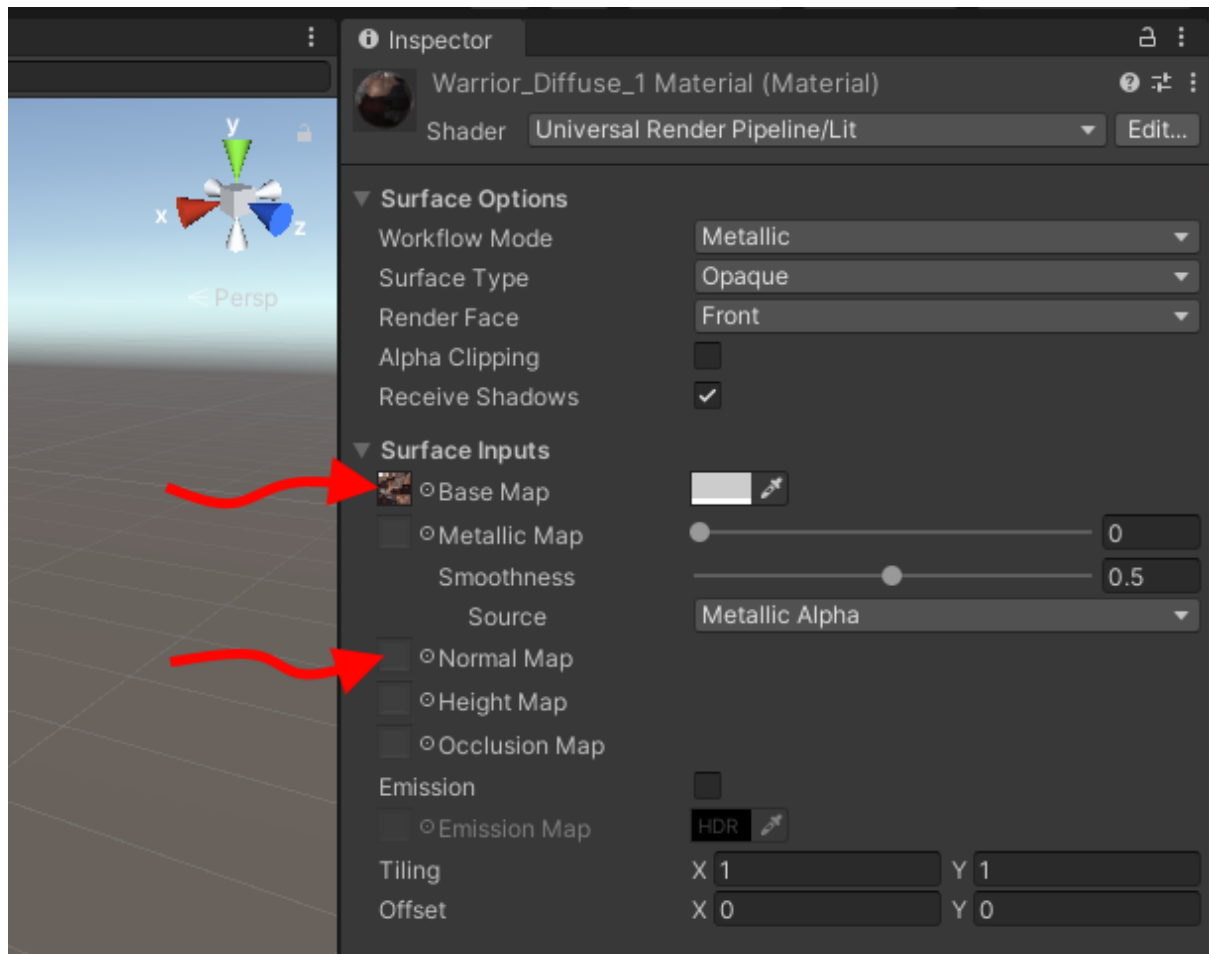 Inspector
Warrior_Diffuse_1 Material (Material)
Shader Universal Render Pipeline/Lit Edit...
y
x
z
Persp
Surface Options
Workflow Mode Metallic
Surface Type Opaque
Render Face Front
Alpha Clipping
Receive Shadows
Surface Inputs
Base Map
Metallic Map 0
Smoothness 0.5
Source Metallic Alpha
Normal Map
Height Map
Occlusion Map
Emission
Emission Map HDR
Tiling X 1 Y 1
Offset X 0 Y 0